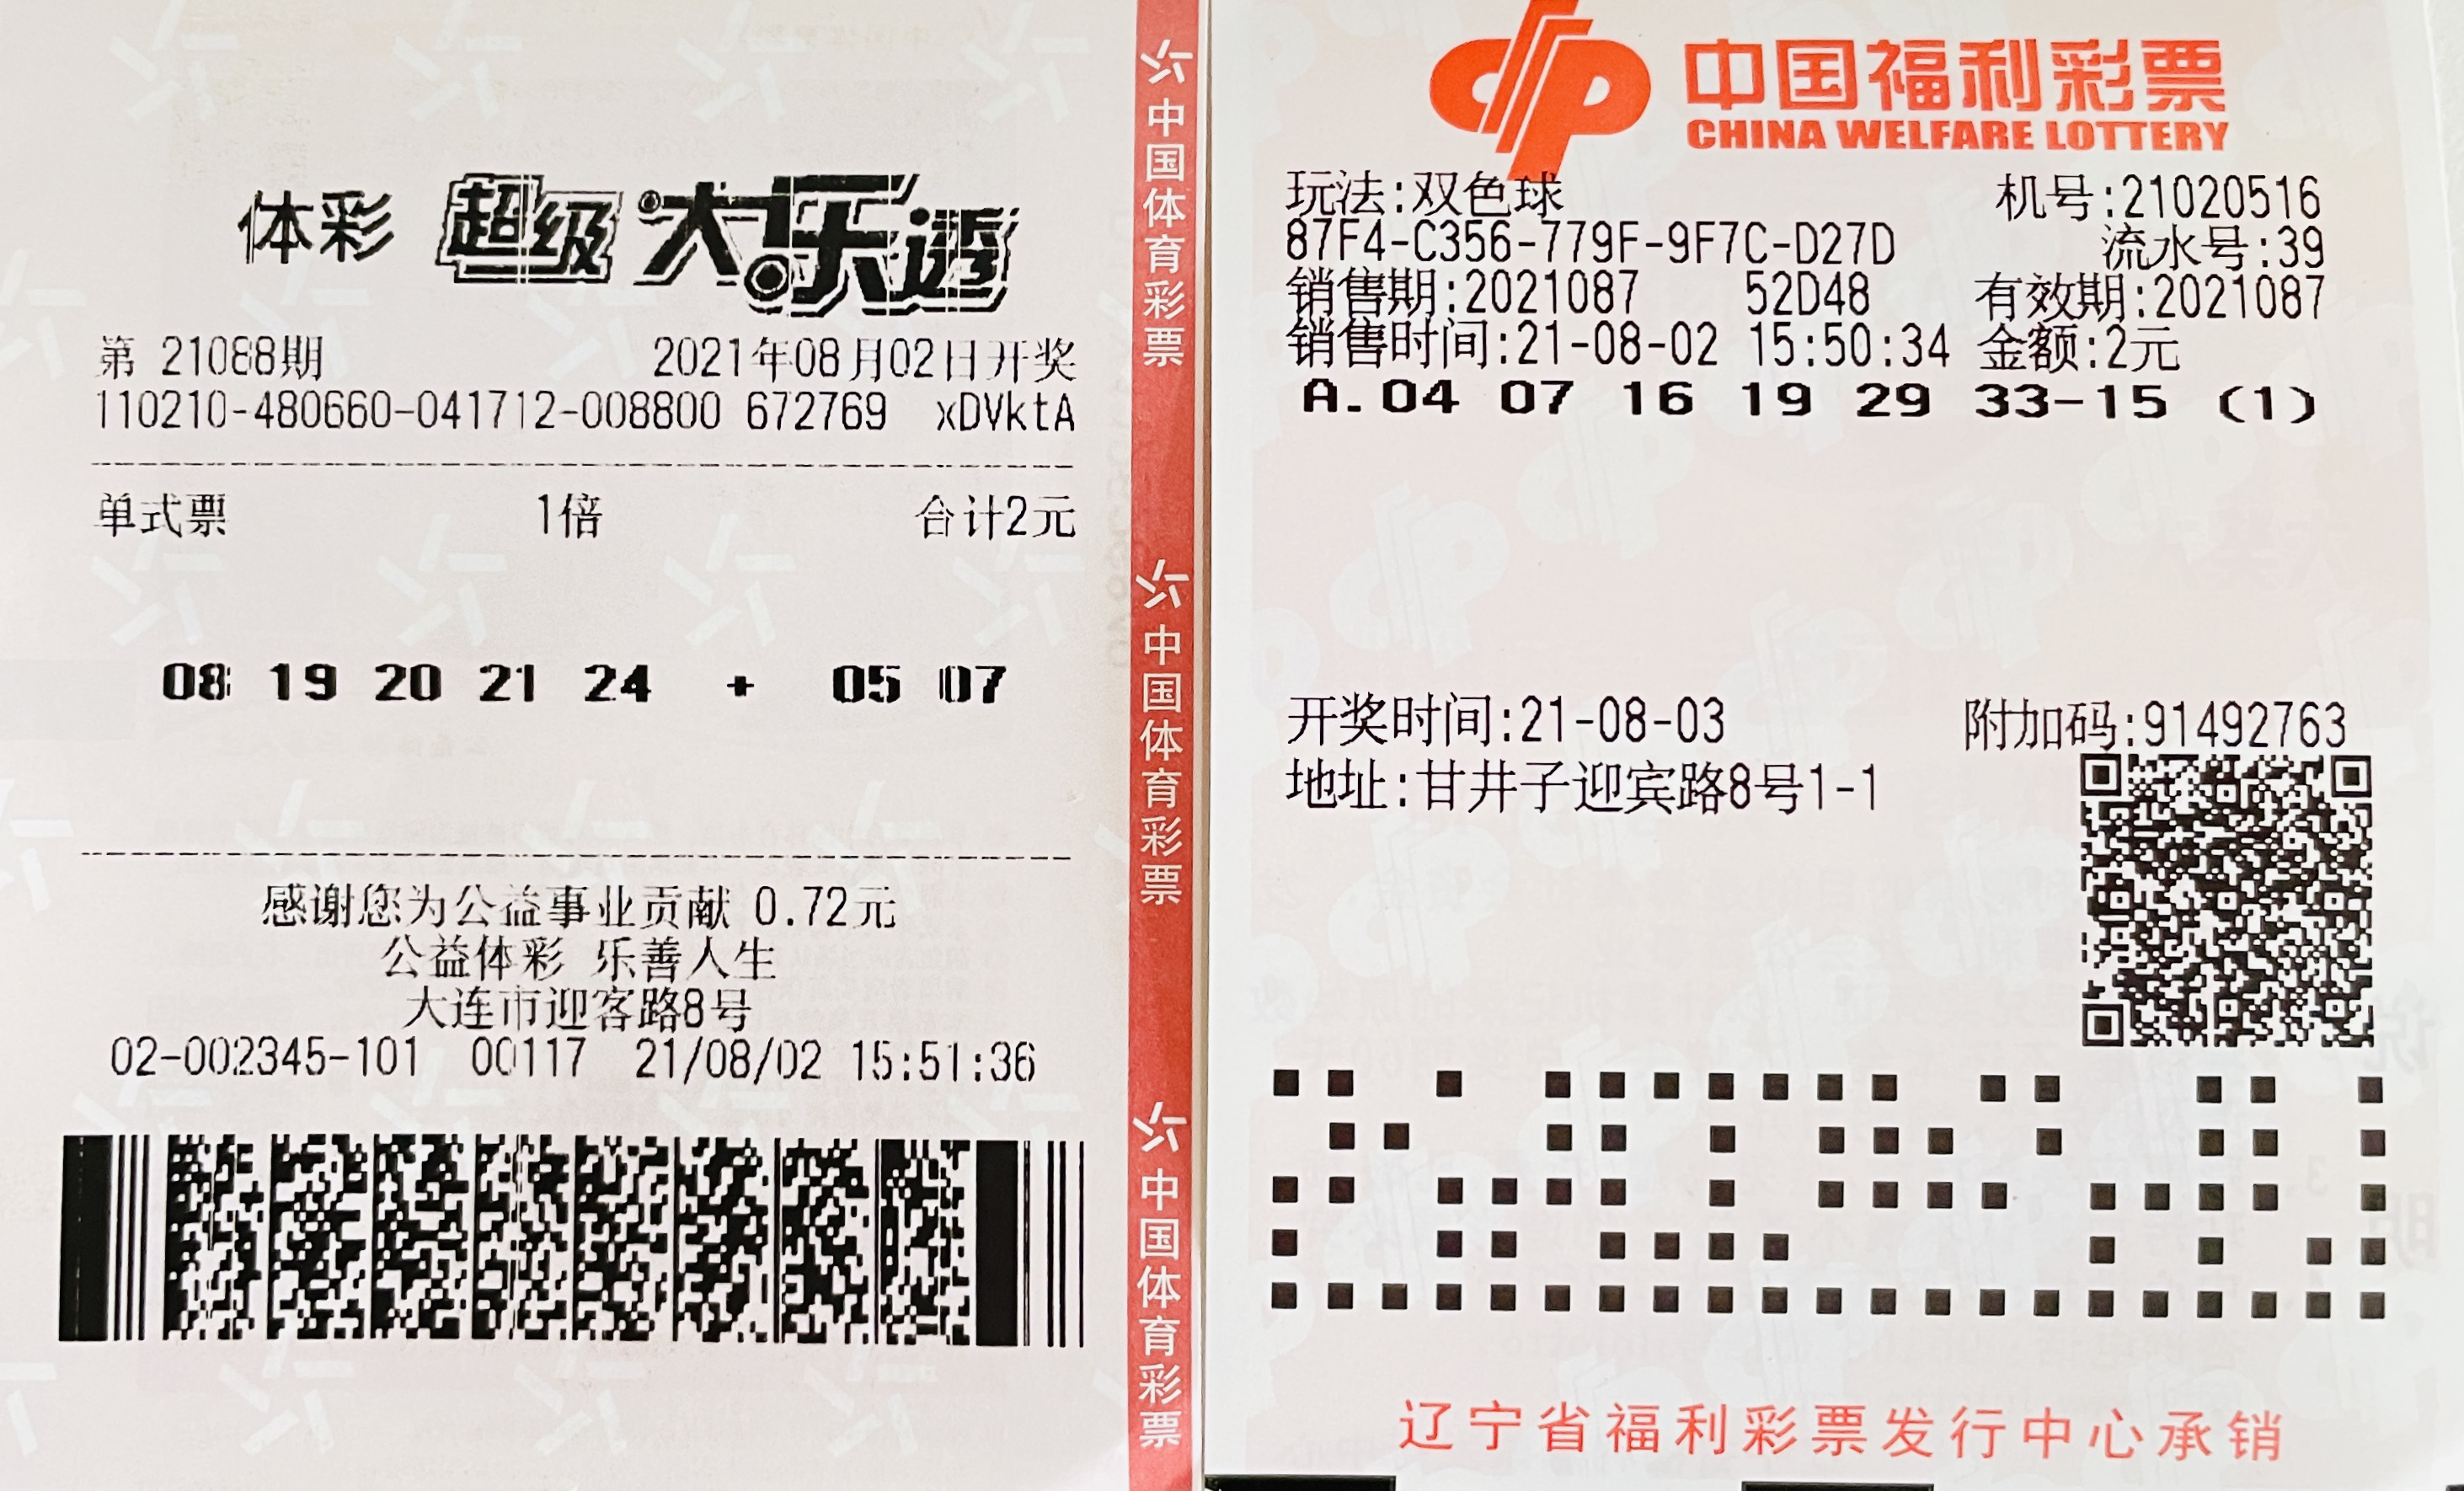 体彩 超级大乐透
第 21088期 2021年08月02日开奖
110210-480660-041712-008800 672769 xDVktA
单式票 1倍 合计2元
08 19 20 21 24 + 05 07
感谢您为公益事业贡献 0.72元
公益体彩 乐善人生
大连市迎客路8号
02-002345-101 00117 21/08/02 15:51:36
中国体育彩票
中国体育彩票
中国体育彩票
中国福利彩票
CHINA WELFARE LOTTERY
玩法:双色球 机号:21020516
87F4-C356-779F-9F7C-D27D 流水号:39
销售期:2021087 52D48 有效期:2021087
销售时间:21-08-02 15:50:34 金额:2元
A.04 07 16 19 29 33-15 (1)
开奖时间:21-08-03 附加码:91492763
地址:甘井子迎宾路8号1-1
辽宁省福利彩票发行中心承销